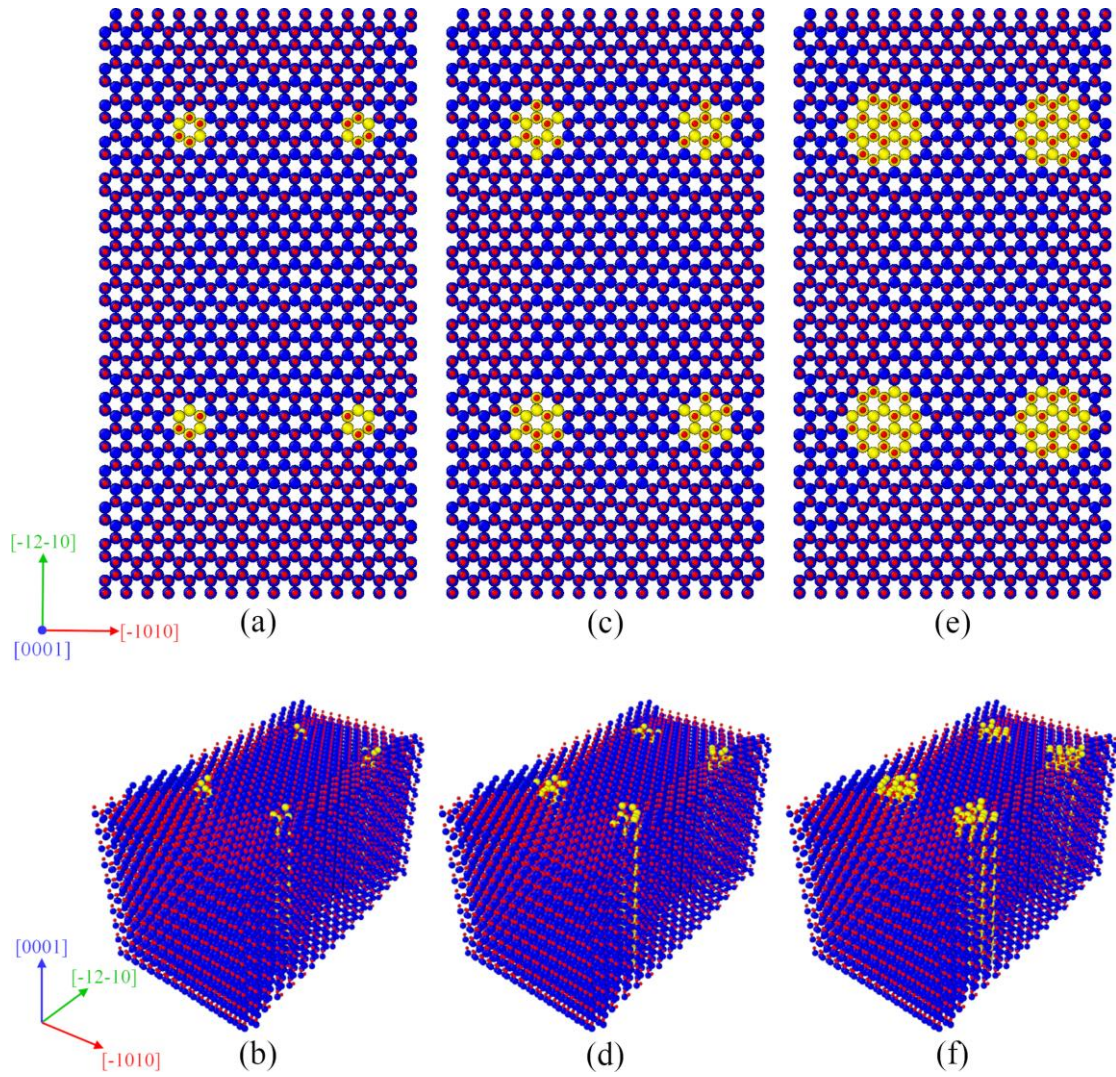 [-12-10]
[-1010]
[0001]
(a)
(c)
(e)
[0001]
[-12-10]
[-1010]
(b)
(d)
(f)